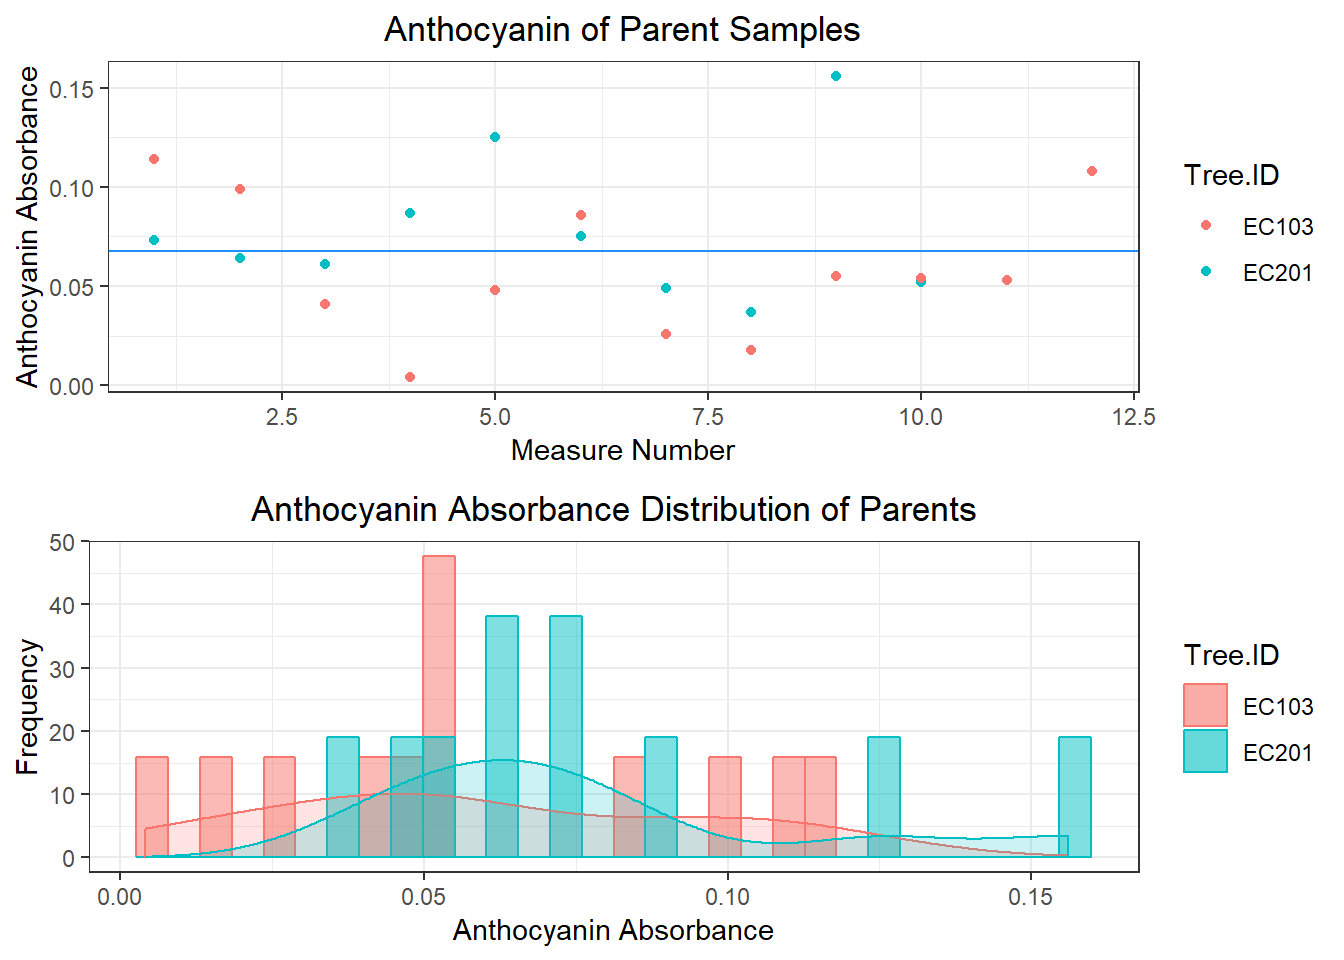 Anthocyanin of Parent Samples
Anthocyanin Absorbance
0.15
0.10
0.05
0.00
2.5 5.0 7.5 10.0 12.5
Measure Number
Tree.ID
EC103
EC201
Anthocyanin Absorbance Distribution of Parents
Frequency
50
40
30
20
10
0
0.00 0.05 0.10 0.15
Anthocyanin Absorbance
Tree.ID
EC103
EC201